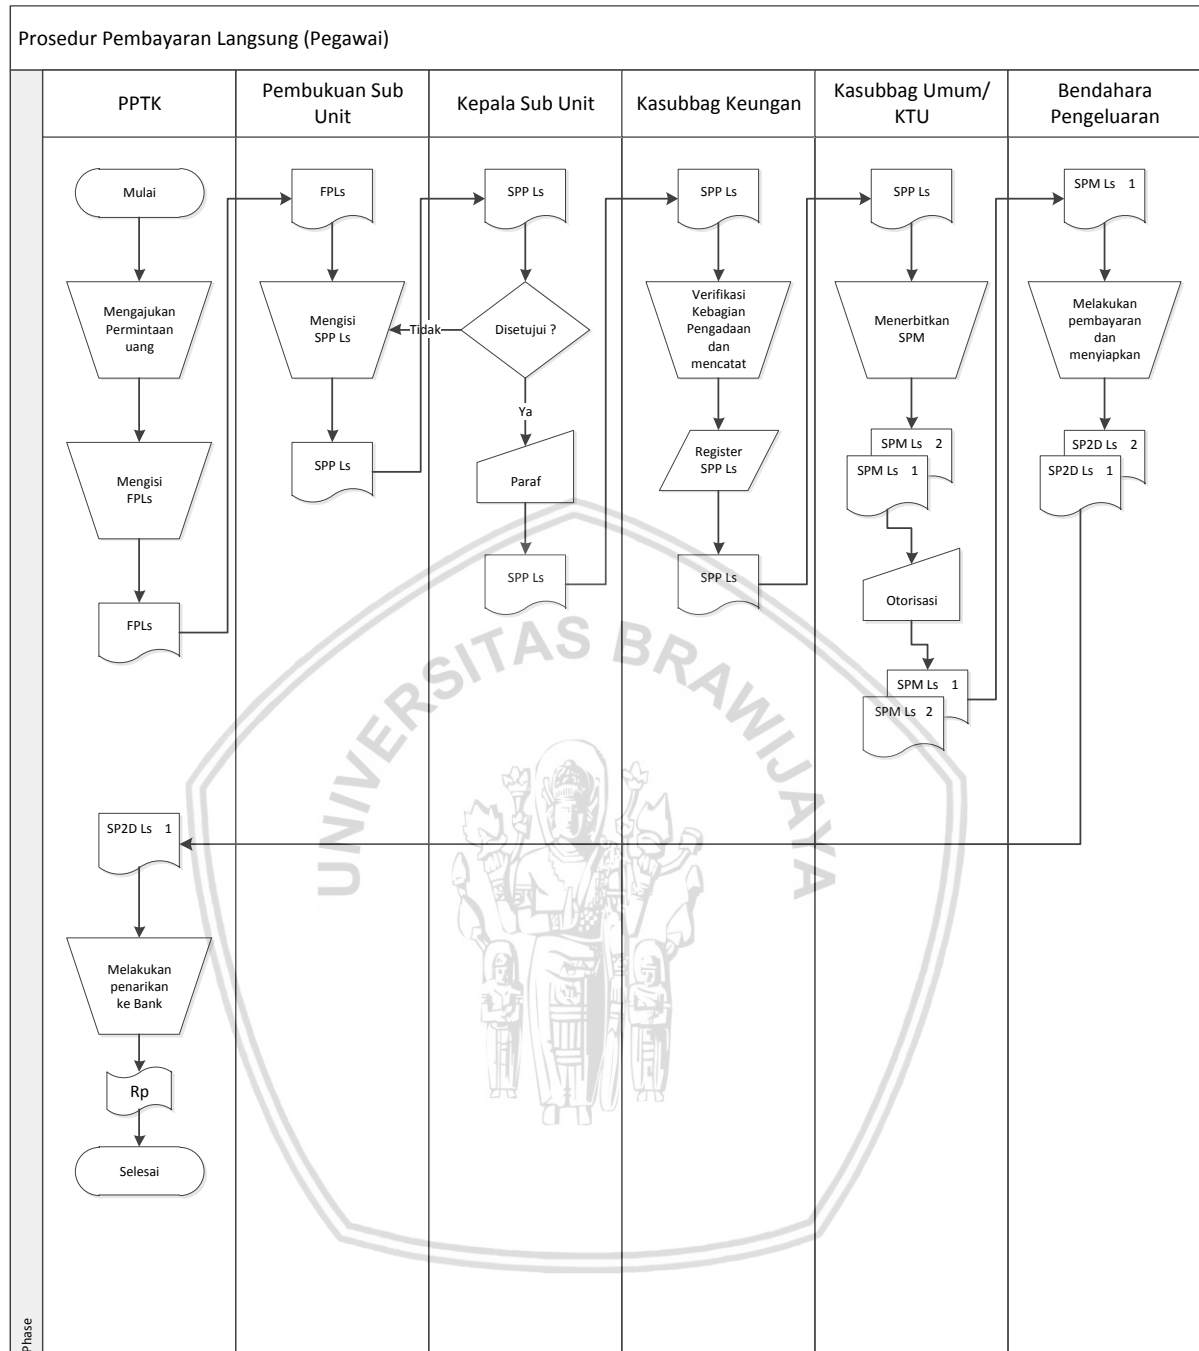 Prosedur Pembayaran Langsung (Pegawai)
PPTK
Pembukuan Sub
Unit
Kepala Sub Unit
Kasubbag Keungan
Kasubbag Umum/
KTU
Bendahara
Pengeluaran
Mulai
Mengajukan
Permintaan
uang
Mengisi
FPLs
FPLs
FPLs
Mengisi
SPP Ls
SPP Ls
SPP Ls
Disetujui ?
Tidak
Ya
Paraf
SPP Ls
SPP Ls
Verifikasi
Kebagian
Pengadaan
dan
mencatat
Register
SPP Ls
SPP Ls
SPP Ls
Menerbitkan
SPM
SPM Ls 2
SPM Ls 1
Otorisasi
SPM Ls 1
SPM Ls 2
SPM Ls 1
Melakukan
pembayaran
dan
menyiapkan
SP2D Ls 2
SP2D Ls 1
SP2D Ls 1
Melakukan
penarikan
ke Bank
Rp
Selesai
Phase
UNIVERSITAS BRAWIJAYA